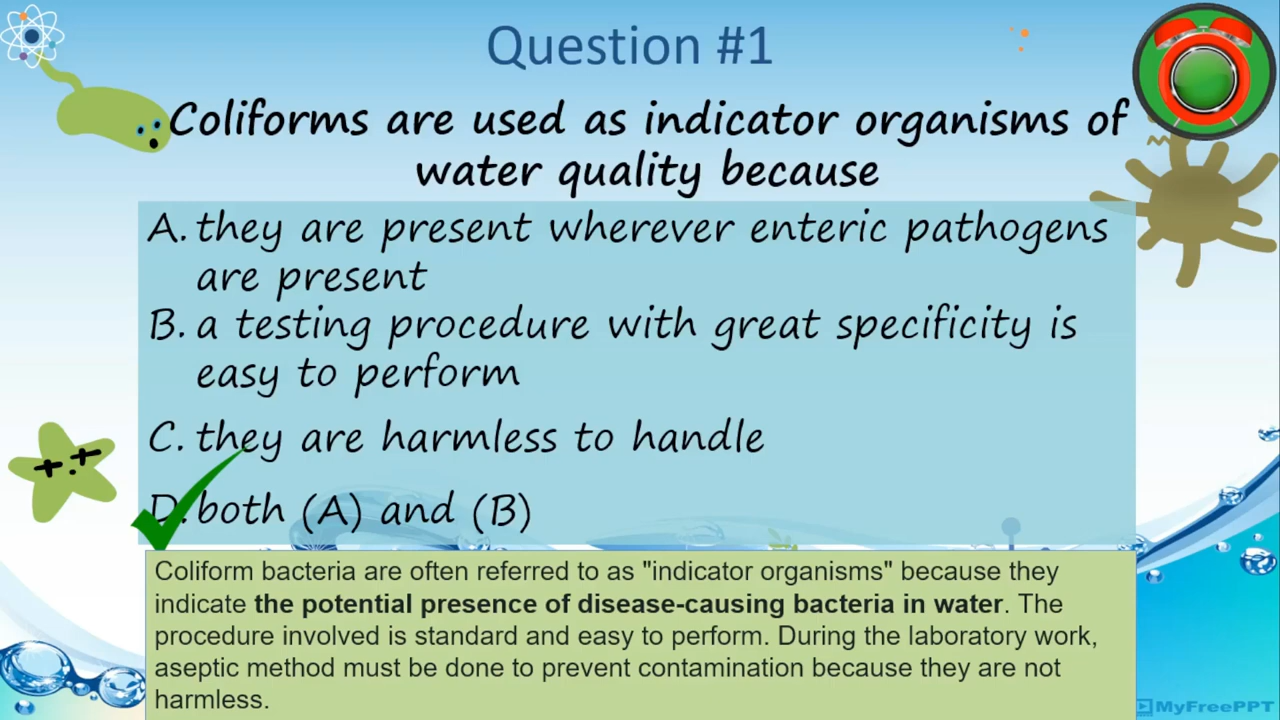 Question #1
Coliforms are used as indicator organisms of
water quality because
A. they are present wherever enteric pathogens
are present
B. a testing procedure with great specificity is
easy to perform
C. they are harmless to handle
D. both (A) and (B)
Coliform bacteria are often referred to as "indicator organisms" because they
indicate the potential presence of disease-causing bacteria in water. The
procedure involved is standard and easy to perform. During the laboratory work,
aseptic method must be done to prevent contamination because they are not
harmless.
MyFreePPT